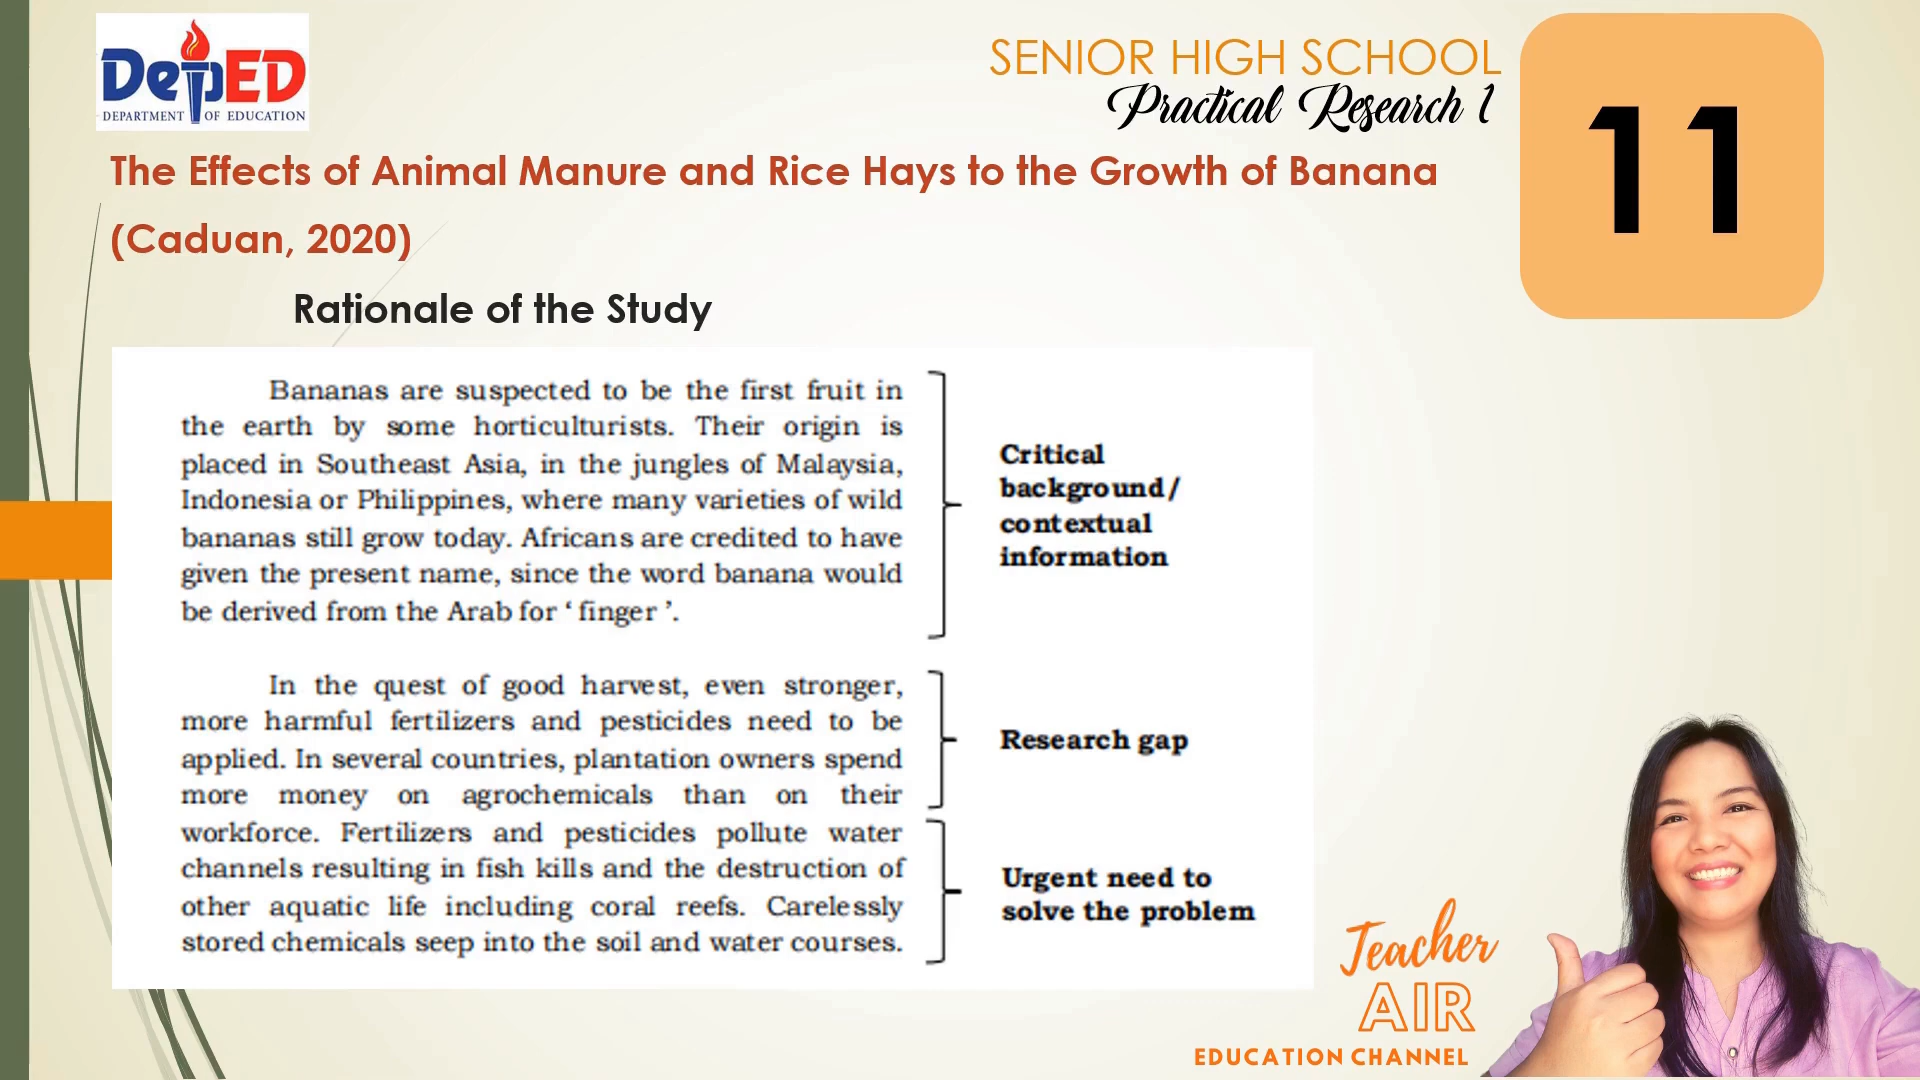 DepED
DEPARTMENT OF EDUCATION
SENIOR HIGH SCHOOL
Practical Research 1
11
The Effects of Animal Manure and Rice Hays to the Growth of Banana
(Caduan, 2020)
Rationale of the Study
Bananas are suspected to be the first fruit in
the earth by some horticulturists. Their origin is
placed in Southeast Asia, in the jungles of Malaysia,
Indonesia or Philippines, where many varieties of wild
bananas still grow today. Africans are credited to have
given the present name, since the word banana would
be derived from the Arab for ‘ finger ’.
Critical
background/
contextual
information
In the quest of good harvest, even stronger,
more harmful fertilizers and pesticides need to be
applied. In several countries, plantation owners spend
more money on agrochemicals than on their
workforce. Fertilizers and pesticides pollute water
channels resulting in fish kills and the destruction of
other aquatic life including coral reefs. Carelessly
stored chemicals seep into the soil and water courses.
Research gap
Urgent need to
solve the problem
Teacher
AIR
EDUCATION CHANNEL